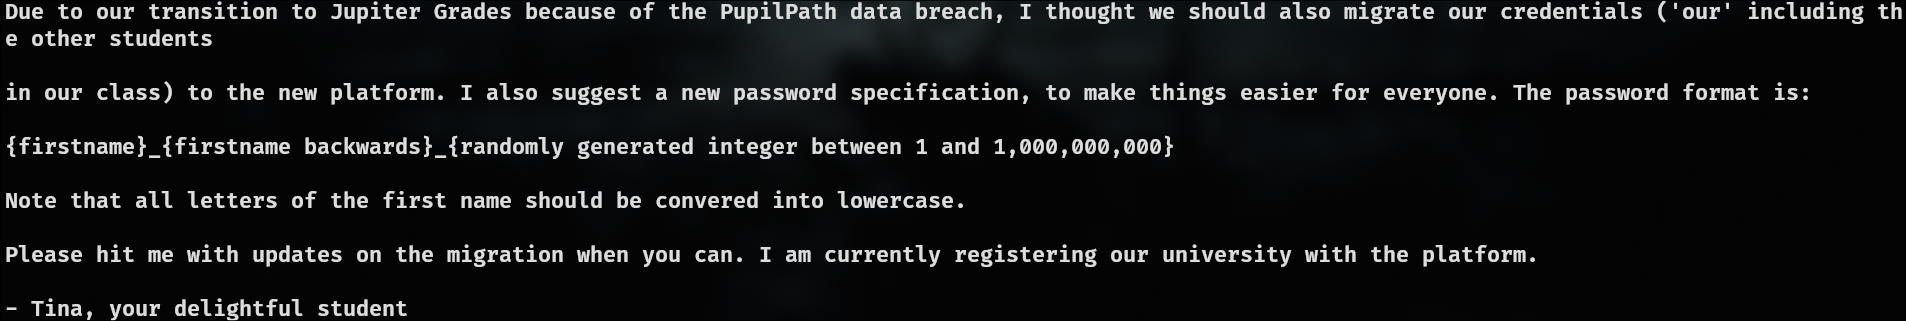 Due to our transition to Jupiter Grades because of the PupilPath data breach, I thought we should also migrate our credentials ('our' including th
e other students
in our class) to the new platform. I also suggest a new password specification, to make things easier for everyone. The password format is:
{firstname}_{firstname backwards}_{randomly generated integer between 1 and 1,000,000,000}
Note that all letters of the first name should be convered into lowercase.
Please hit me with updates on the migration when you can. I am currently registering our university with the platform.
- Tina, your delightful student